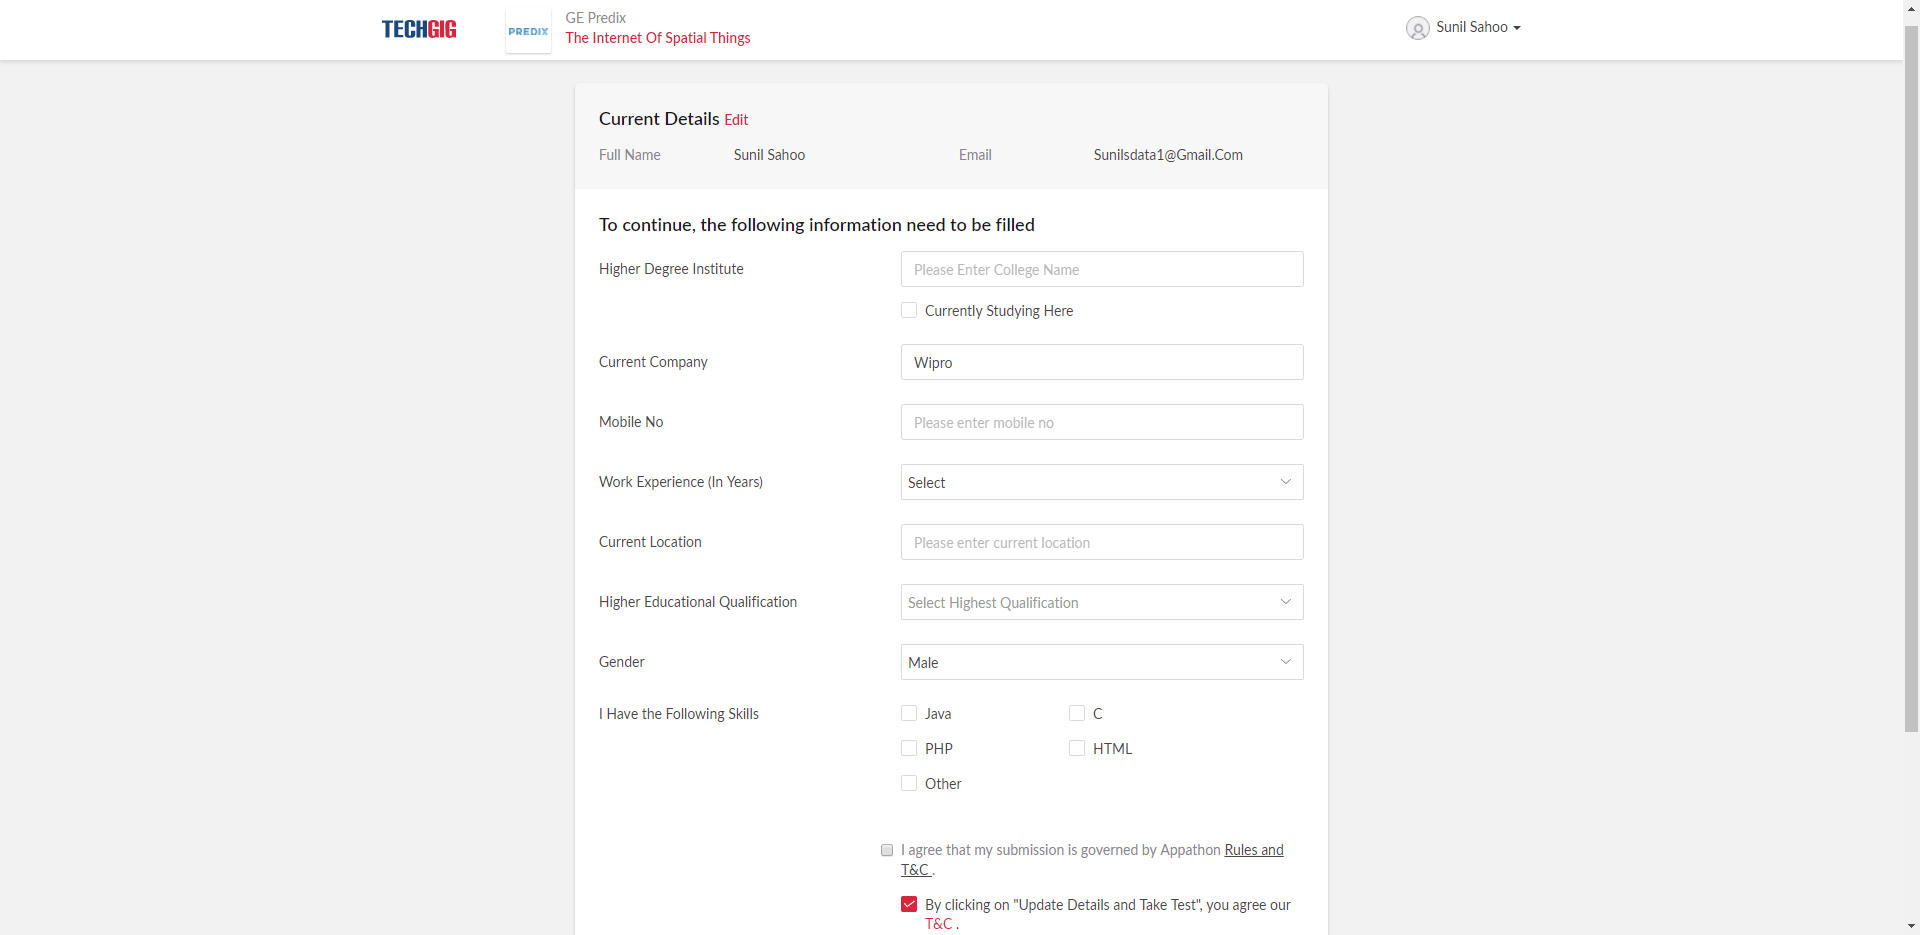 TECHGIG
PREDIX
GE Predix
The Internet Of Spatial Things
Sunil Sahoo
Current Details Edit
Full Name Sunil Sahoo Email Sunilsdata1@Gmail.Com
To continue, the following information need to be filled
Higher Degree Institute Please Enter College Name
Currently Studying Here
Current Company Wipro
Mobile No Please enter mobile no
Work Experience (In Years) Select
Current Location Please enter current location
Higher Educational Qualification Select Highest Qualification
Gender Male
I Have the Following Skills Java C
PHP HTML
Other
I agree that my submission is governed by Appathon Rules and
T&C .
By clicking on "Update Details and Take Test", you agree our
T&C .